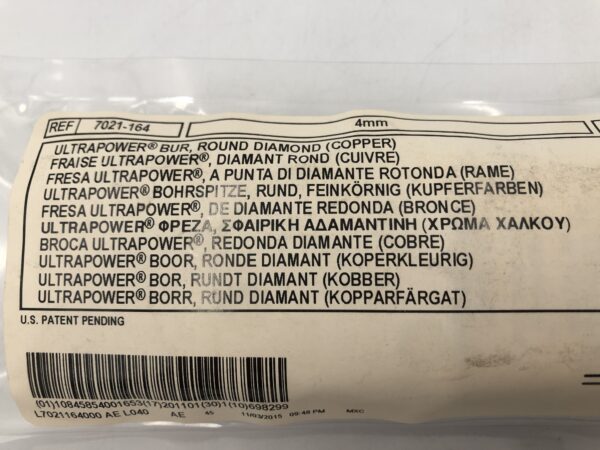 REF 7021-164 4mm
ULTRAPOWER® BUR, ROUND DIAMOND (COPPER)
FRAISE ULTRAPOWER®, DIAMANT ROND (CUIVRE)
FRESA ULTRAPOWER®, A PUNTA DI DIAMANTE ROTONDA (RAME)
ULTRAPOWER® BOHRSPITZE, RUND, FEINKÖRNIG (KUPFERFARBEN)
FRESA ULTRAPOWER®, DE DIAMANTE REDONDA (BRONCE)
ULTRAPOWER® ΦΡΕΖΑ, ΣΦΑΙΡΙΚΗ ΑΔΑΜΑΝΤΙΝΗ (ΧΡΩΜΑ ΧΑΛΚΟΥ)
BROCA ULTRAPOWER®, REDONDA DIAMANTE (COBRE)
ULTRAPOWER® BOOR, RONDE DIAMANT (KOPERKLEURIG)
ULTRAPOWER® BOR, RUNDT DIAMANT (KOBBER)
ULTRAPOWER® BORR, RUND DIAMANT (KOPPARFÄRGAT)
U.S. PATENT PENDING
(01)10845854001653(17)201101(30)1(10)698299
L7021164000 AE L040 AE 45 11/03/2015 09:48 PM MXC